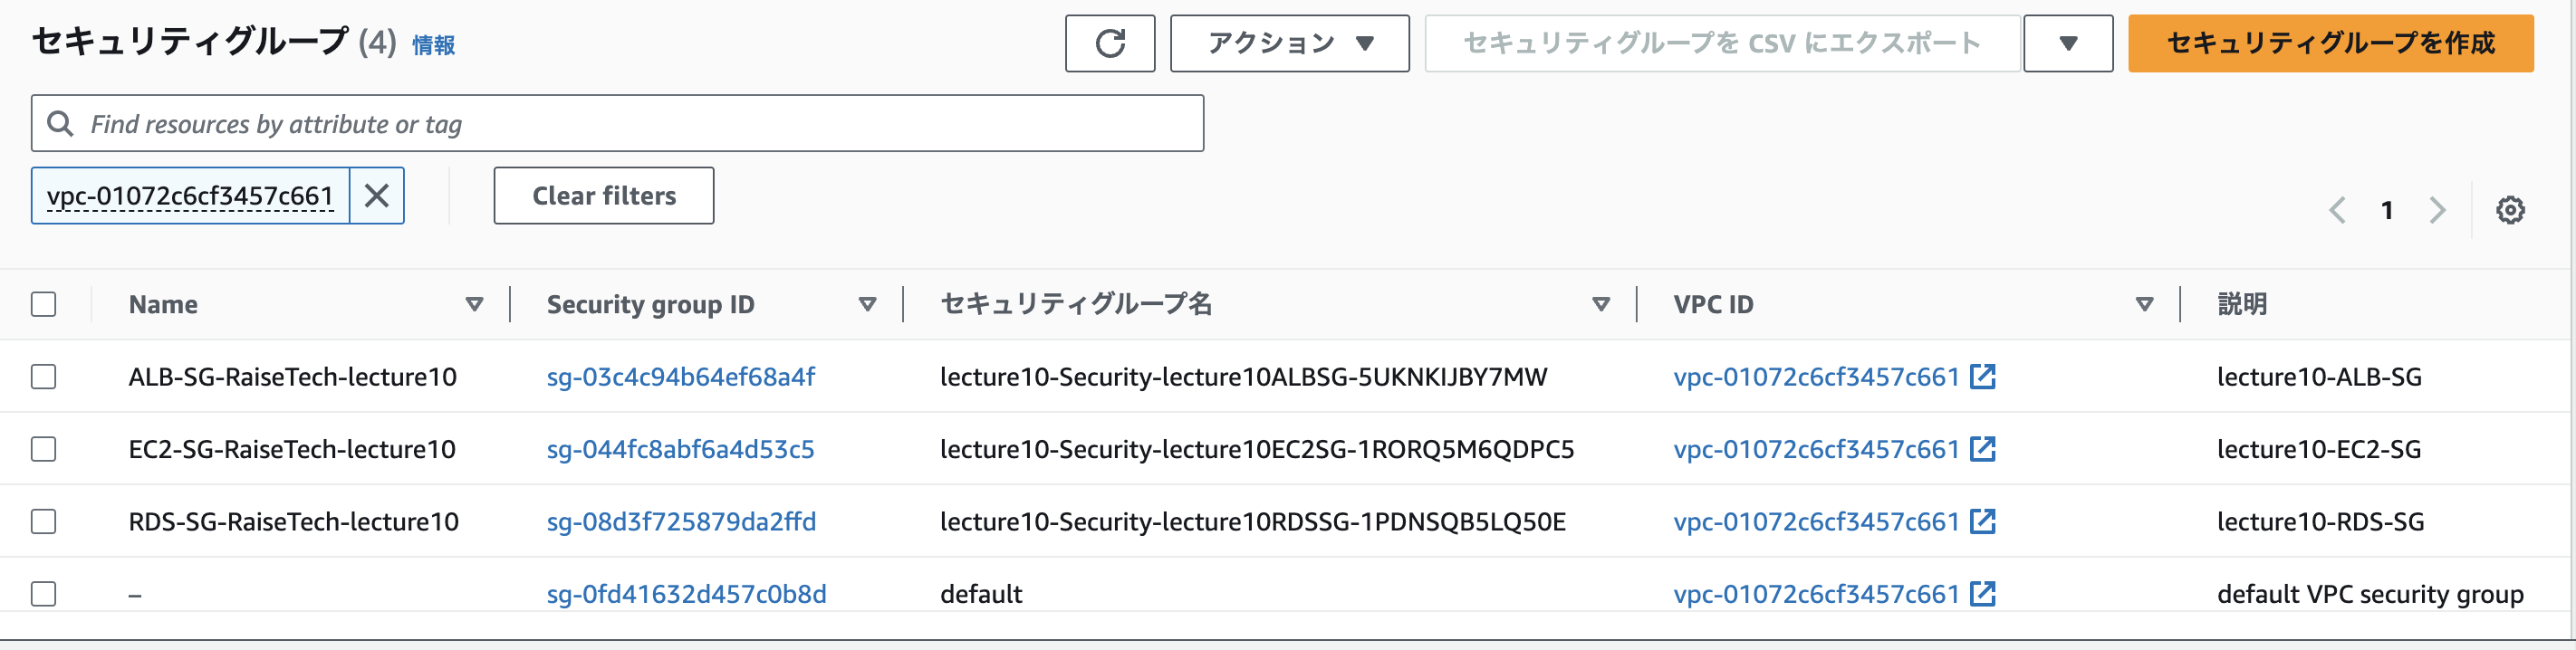 セキュリティグループ (4) 情報 アクション セキュリティグループを CSV にエクスポート セキュリティグループを作成
Find resources by attribute or tag
vpc-01072c6cf3457c661 Clear filters 1
Name Security group ID セキュリティグループ名 VPC ID 説明
ALB-SG-RaiseTech-lecture10 sg-03c4c94b64ef68a4f lecture10-Security-lecture10ALBSG-5UKNKIJBY7MW vpc-01072c6cf3457c661 lecture10-ALB-SG
EC2-SG-RaiseTech-lecture10 sg-044fc8abf6a4d53c5 lecture10-Security-lecture10EC2SG-1RORQ5M6QDPC5 vpc-01072c6cf3457c661 lecture10-EC2-SG
RDS-SG-RaiseTech-lecture10 sg-08d3f725879da2ffd lecture10-Security-lecture10RDSSG-1PDNSQB5LQ50E vpc-01072c6cf3457c661 lecture10-RDS-SG
– sg-0fd41632d457c0b8d default vpc-01072c6cf3457c661 default VPC security group